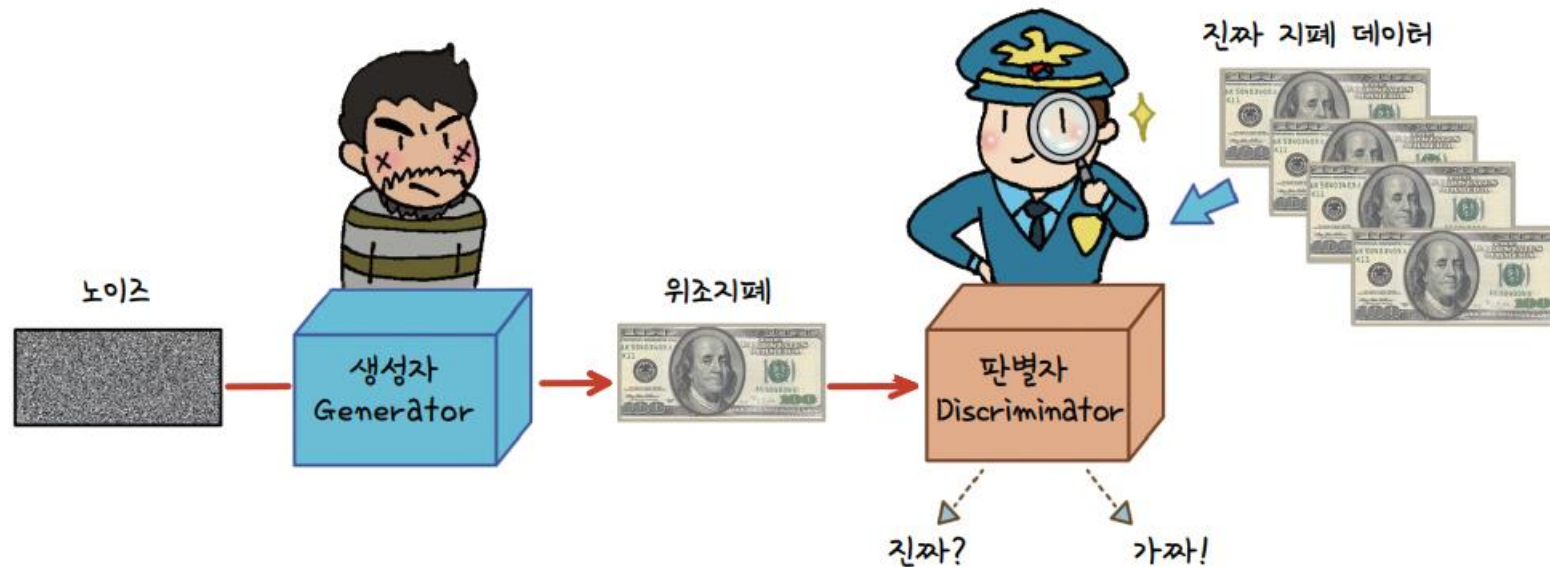 진짜 지폐 데이터
노이즈
위조지폐
생성자
Generator
판별자
Discriminator
100
진짜?
가짜!